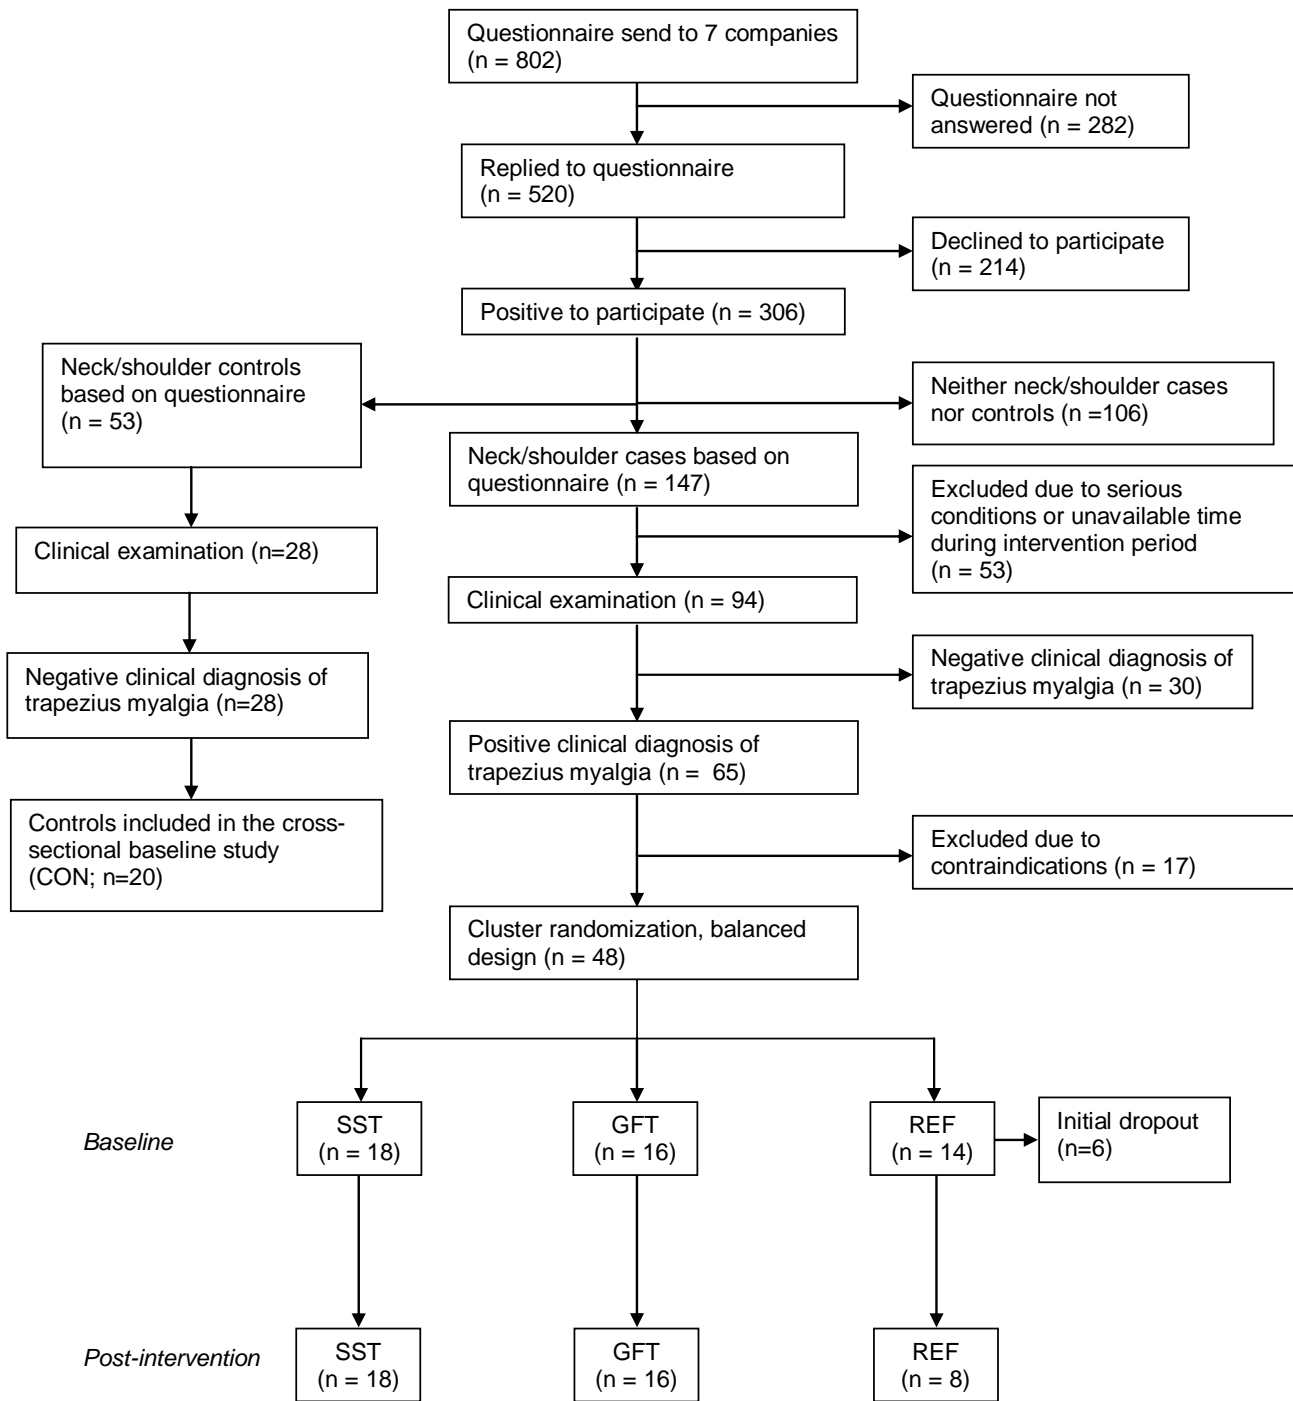 Questionnaire send to 7 companies
(n = 802)
Questionnaire not
answered (n = 282)
Replied to questionnaire
(n = 520)
Declined to participate
(n = 214)
Positive to participate (n = 306)
Neck/shoulder controls
based on questionnaire
(n = 53)
Neither neck/shoulder cases
nor controls (n =106)
Neck/shoulder cases based on
questionnaire (n = 147)
Excluded due to serious
conditions or unavailable time
during intervention period
(n = 53)
Clinical examination (n=28)
Clinical examination (n = 94)
Negative clinical diagnosis of
trapezius myalgia (n=28)
Negative clinical diagnosis of
trapezius myalgia (n = 30)
Positive clinical diagnosis of
trapezius myalgia (n =  65)
Controls included in the cross-
sectional baseline study
(CON; n=20)
Excluded due to
contraindications (n = 17)
Cluster randomization, balanced
design (n = 48)
Baseline
SST
(n = 18)
GFT
(n = 16)
REF
(n = 14)
Initial dropout
(n=6)
Post-intervention
SST
(n = 18)
GFT
(n = 16)
REF
(n = 8)